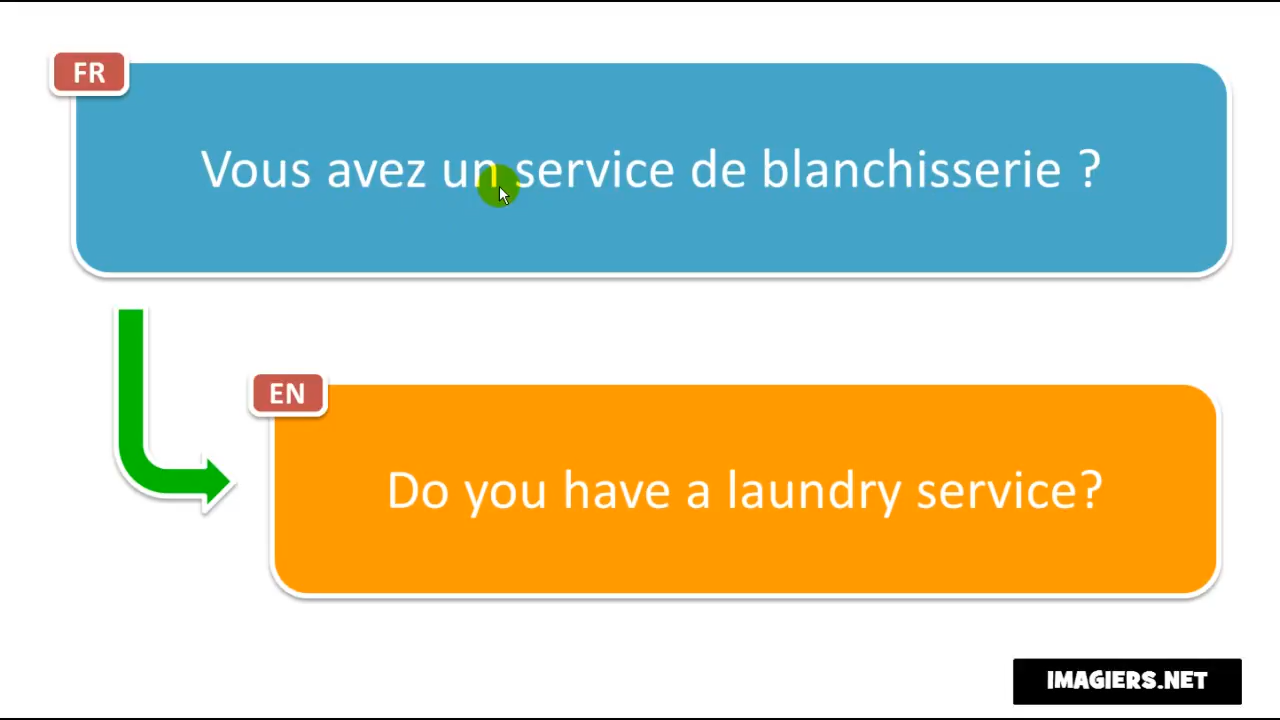 FR
Vous avez un service de blanchisserie ?
EN
Do you have a laundry service?
IMAGIERS.NET